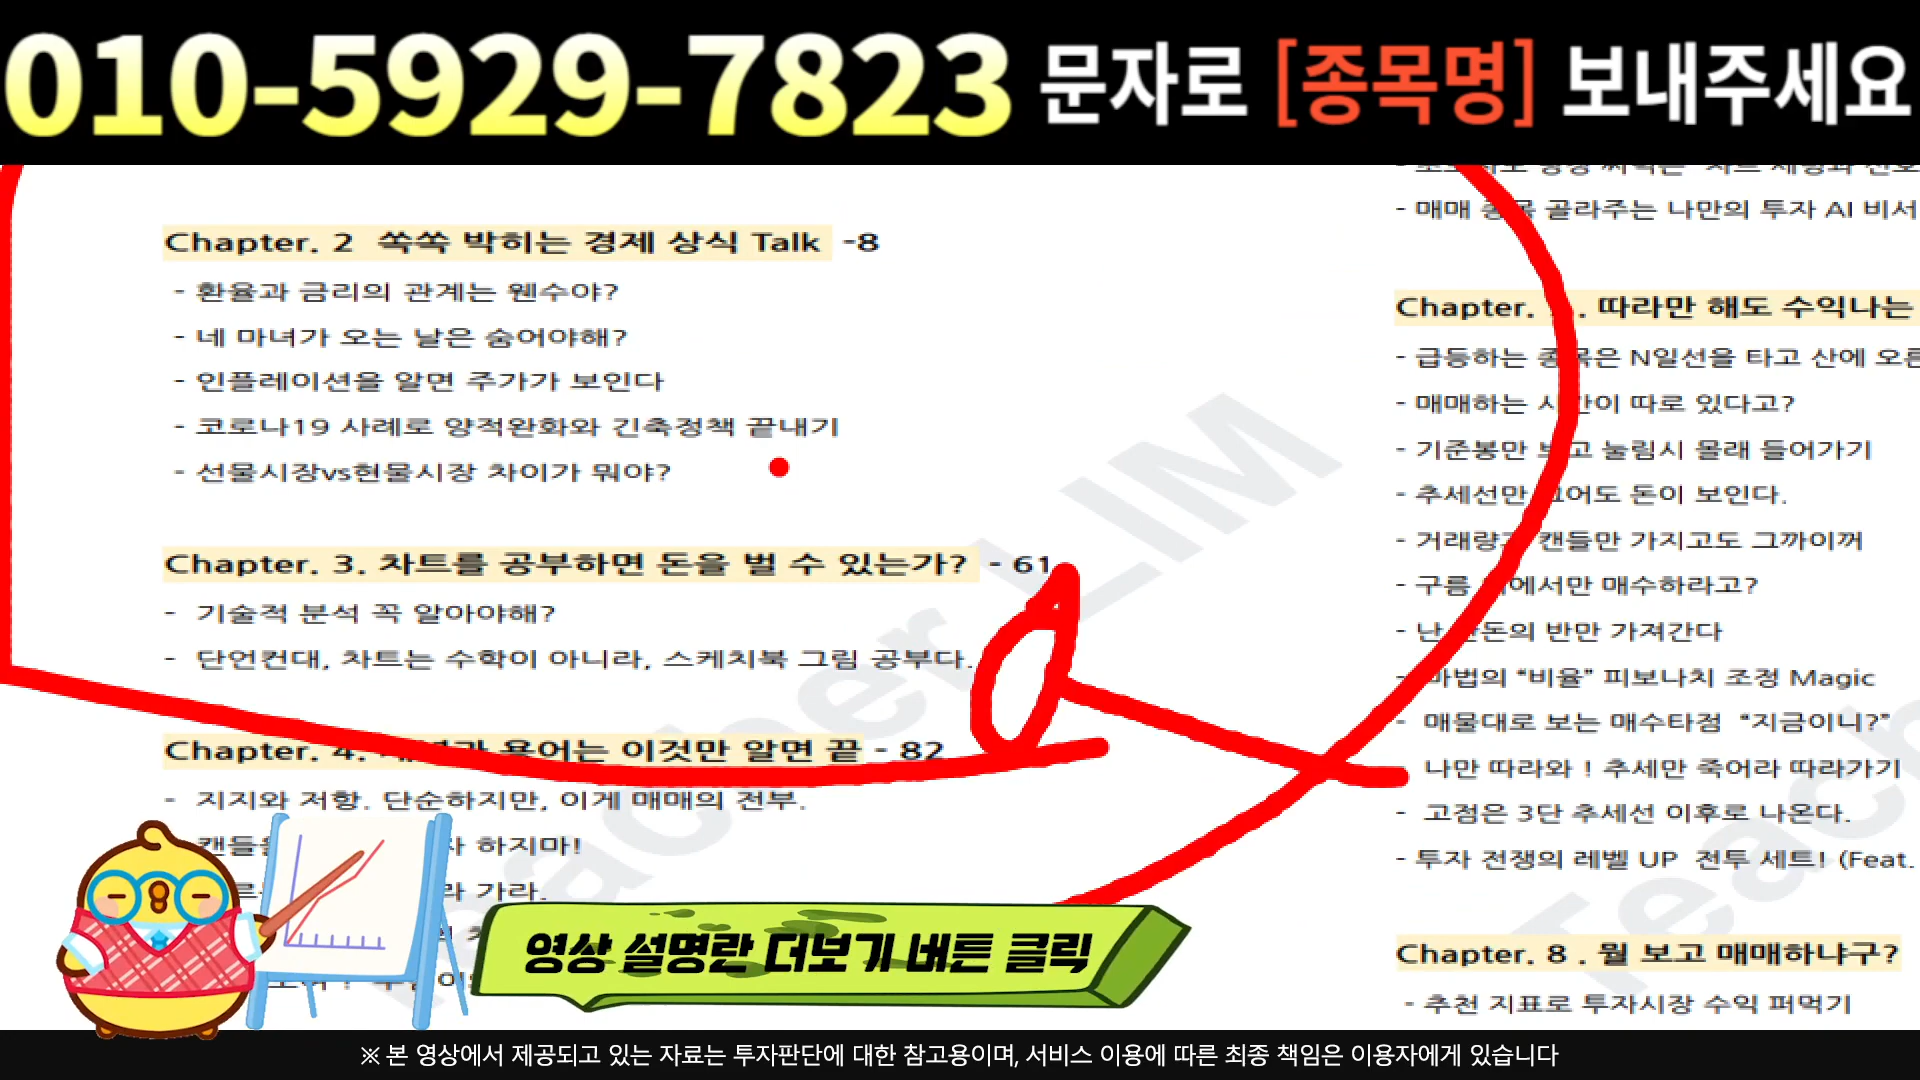 010-5929-7823 문자로 [종목명] 보내주세요
Chapter. 2 쏙쏙 박히는 경제 상식 Talk -8
- 환율과 금리의 관계는 웬수야?
- 네 마녀가 오는 날은 숨어야해?
- 인플레이션을 알면 주가가 보인다
- 코로나19 사례로 양적완화와 긴축정책 끝내기
- 선물시장vs현물시장 차이가 뭐야?
Chapter. 3. 차트를 공부하면 돈을 벌 수 있는가? - 61
- 기술적 분석 꼭 알아야해?
- 단언컨대, 차트는 수학이 아니라, 스케치북 그림 공부다.
Chapter. 4. 용어는 이것만 알면 끝 - 82
- 지지와 저항. 단순하지만, 이게 매매의 전부.
하지마!
가라.
- 매매 종목 골라주는 나만의 투자 AI 비서
Chapter. . 따라만 해도 수익나는
- 급등하는 종목은 N일선을 타고 산에 오른
- 매매하는 시간이 따로 있다고?
- 기준봉만 보고 눌림시 몰래 들어가기
- 추세선만 그어도 돈이 보인다.
- 거래량과 캔들만 가지고도 그까이꺼
- 구름 위에서만 매수하라고?
- 난 반돈의 반만 가져간다
- 마법의 “비율” 피보나치 조정 Magic
- 매물대로 보는 매수타점 “지금이니?”
나만 따라와 ! 추세만 죽어라 따라가기
- 고점은 3단 추세선 이후로 나온다.
- 투자 전쟁의 레벨 UP 전투 세트! (Feat.
Chapter. 8 . 뭘 보고 매매하냐구?
- 추천 지표로 투자시장 수익 퍼먹기
Teacher LIM
Teach
영상 설명란 더보기 버튼 클릭
※ 본 영상에서 제공되고 있는 자료는 투자판단에 대한 참고용이며, 서비스 이용에 따른 최종 책임은 이용자에게 있습니다